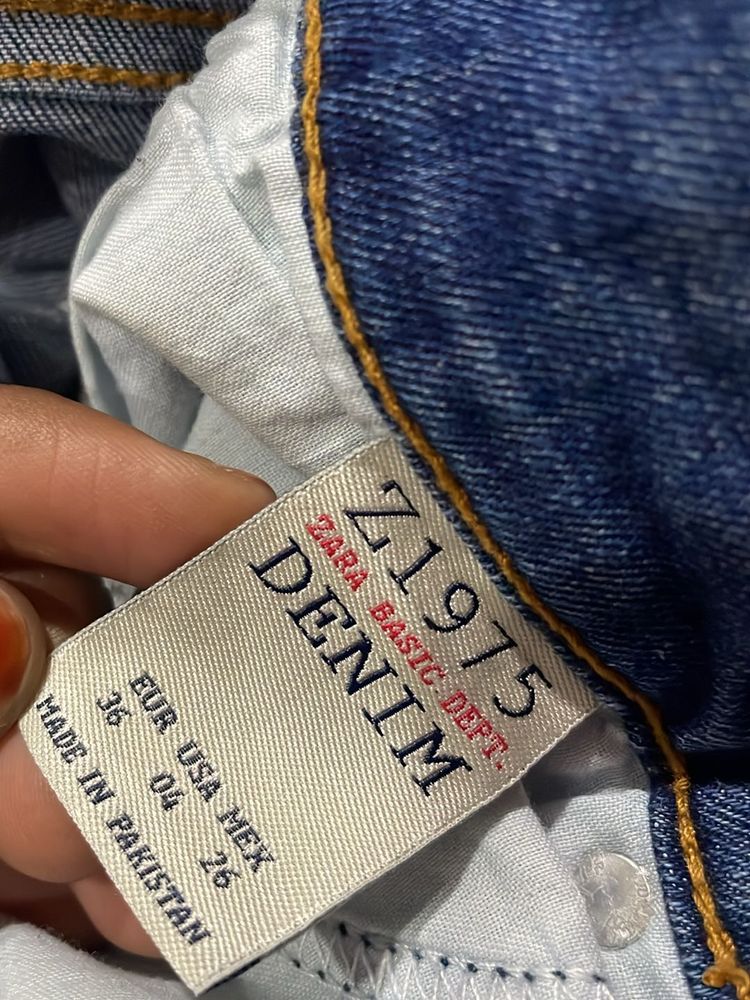 Z1975
ZARA BASIC DEPT.
DENIM
EUR USA MEX
36 04 26
MADE IN PAKISTAN